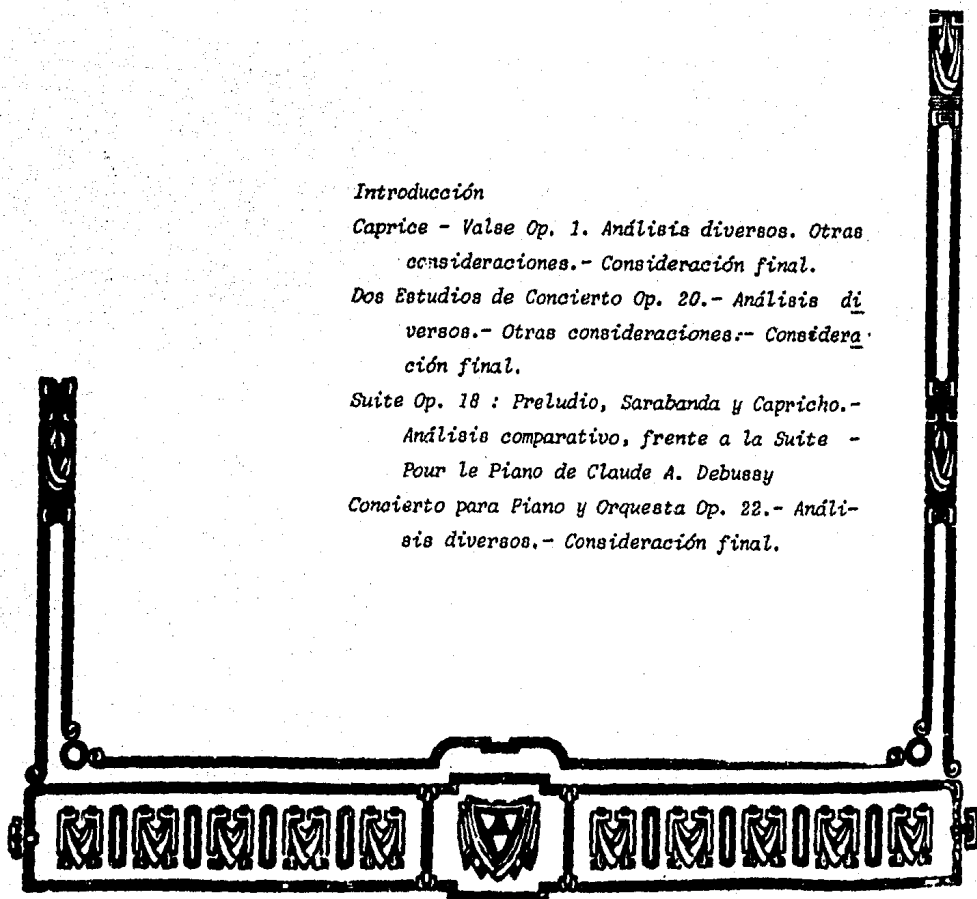 Introducción
Caprice - Valse Op. 1. Análisis diversos. Otras
consideraciones.- Consideración final.
Dos Estudios de Concierto Op. 20.- Análisis di
versos.- Otras consideraciones.- Considera
ción final.
Suite Op. 18 : Preludio, Sarabanda y Capricho.-
Análisis comparativo, frente a la Suite -
Pour le Piano de Claude A. Debussy
Concierto para Piano y Orquesta Op. 22.- Análi-
sis diversos.- Consideración final.